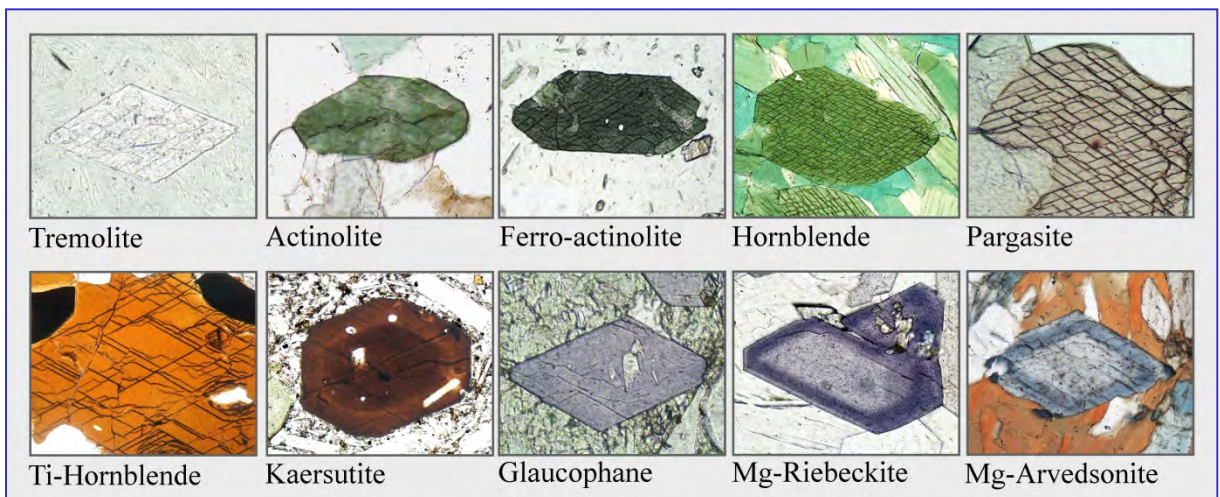 Tremolite
Actinolite
Ferro-actinolite
Hornblende
Pargasite
Ti-Hornblende
Kaersutite
Glaucophane
Mg-Riebeckite
Mg-Arvedsonite